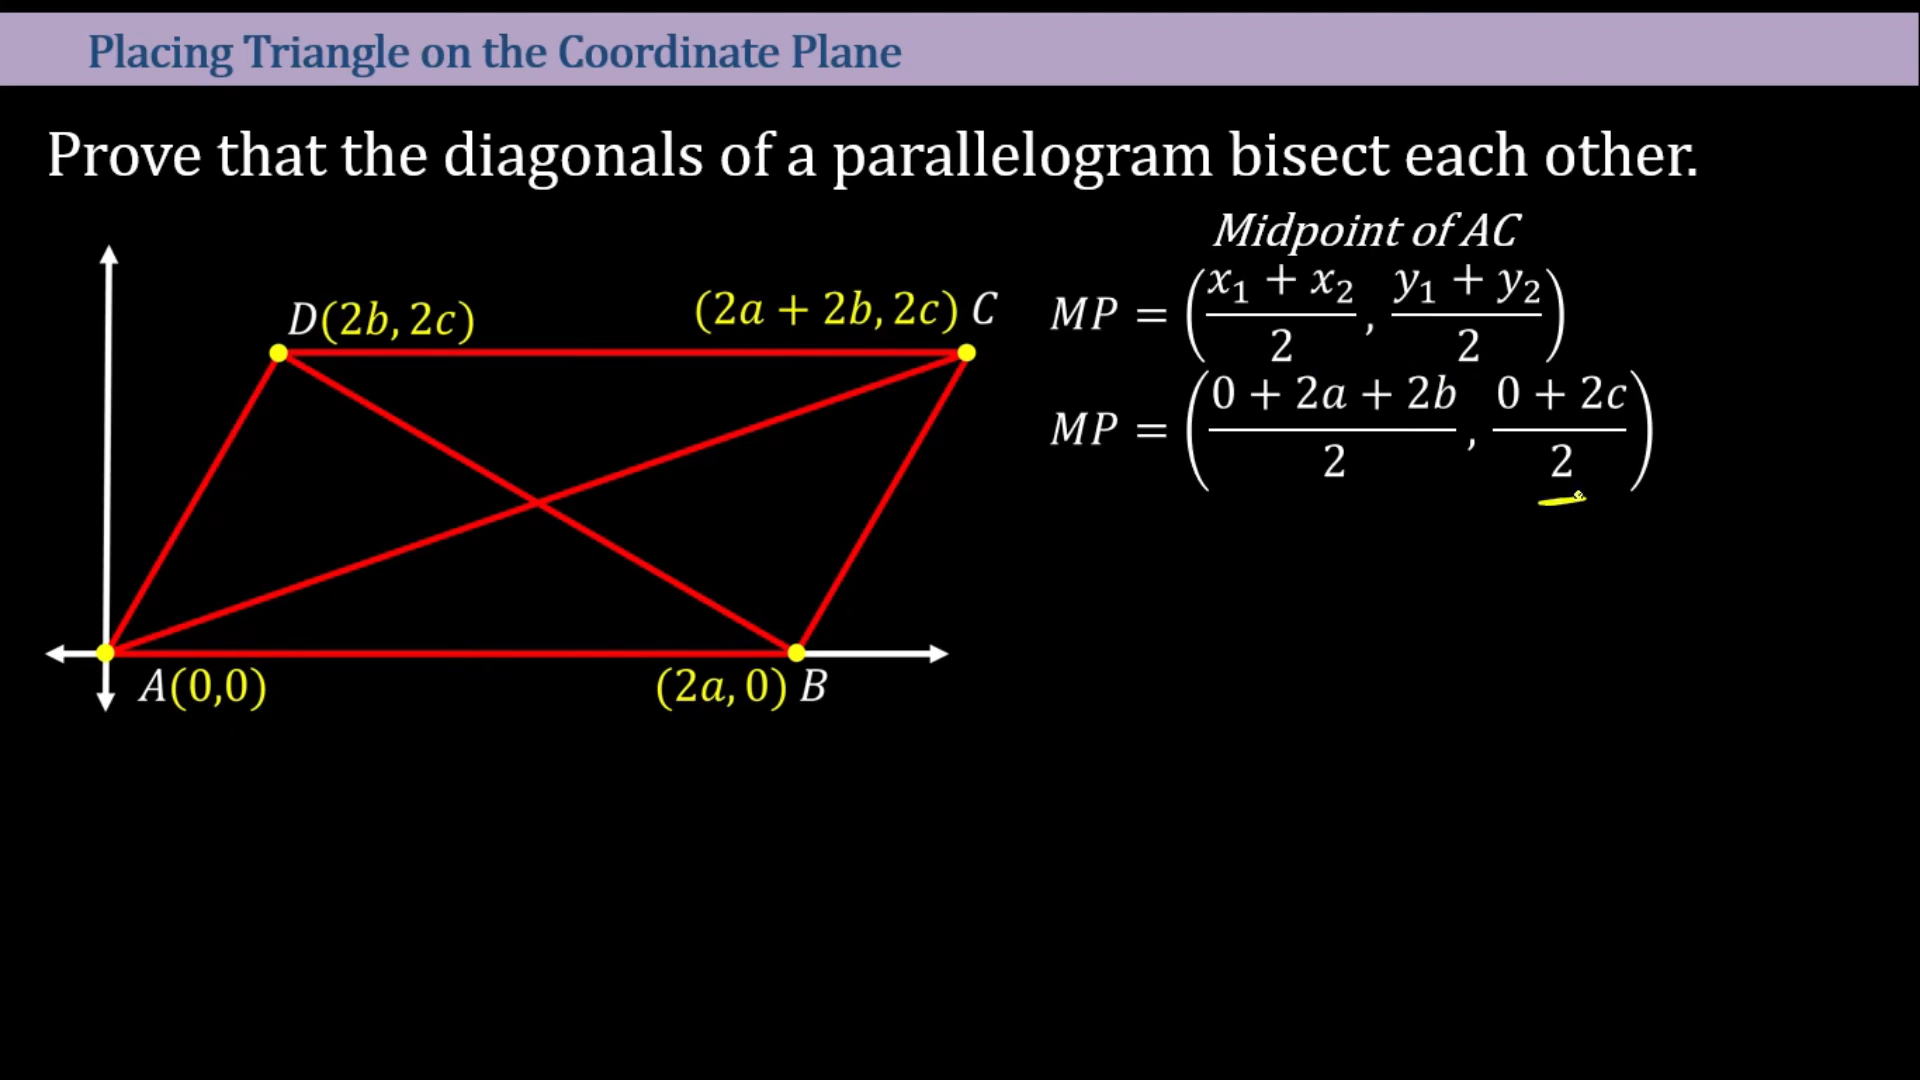 Placing Triangle on the Coordinate Plane
Prove that the diagonals of a parallelogram bisect each other.
Midpoint of AC
MP = ((x₁ + x₂)/2, (y₁ + y₂)/2)
MP = ((0 + 2a + 2b)/2, (0 + 2c)/2)
D(2b, 2c)
(2a + 2b, 2c) C
A(0,0)
(2a, 0) B